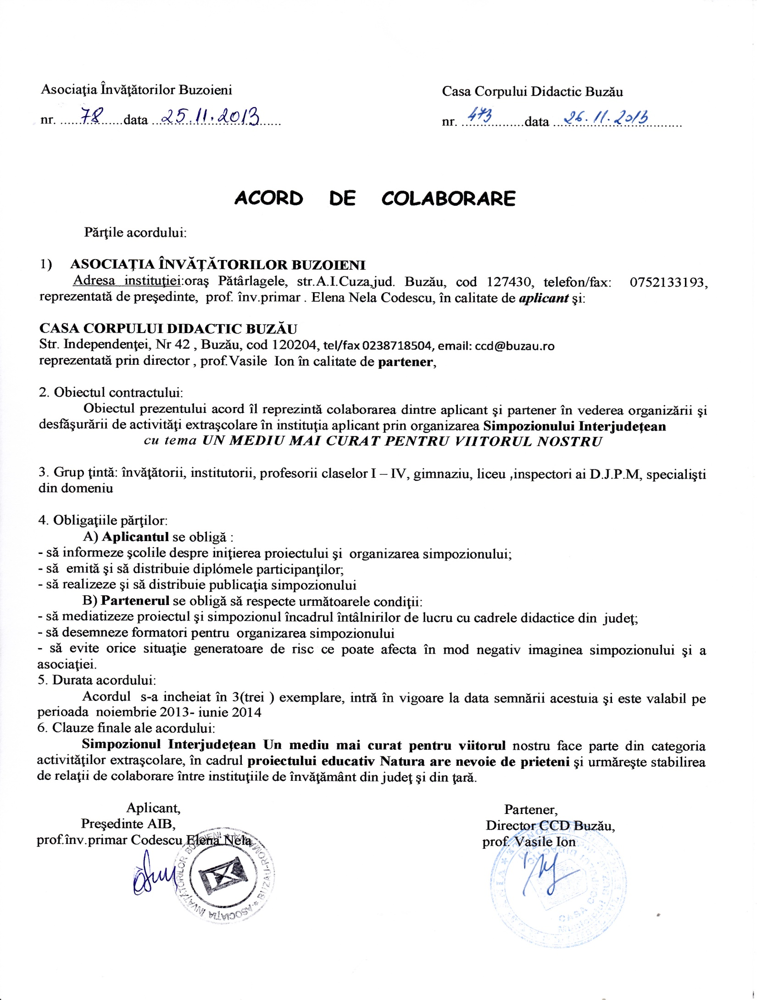 Asociaţia Învăţătorilor Buzoieni
nr. ......78......data ...25.11.2013......
Casa Corpului Didactic Buzău
nr. ...473.........data ...26.11.2013.........
ACORD DE COLABORARE
Părţile acordului:
1) ASOCIAŢIA ÎNVĂŢĂTORILOR BUZOIENI
Adresa instituţiei:oraş Pătârlagele, str.A.I.Cuza,jud. Buzău, cod 127430, telefon/fax: 0752133193,
reprezentată de preşedinte, prof. înv.primar . Elena Nela Codescu, în calitate de aplicant şi:
CASA CORPULUI DIDACTIC BUZĂU
Str. Independenţei, Nr 42 , Buzău, cod 120204, tel/fax 0238718504, email: ccd@buzau.ro
reprezentată prin director , prof.Vasile Ion în calitate de partener,
2. Obiectul contractului:
Obiectul prezentului acord îl reprezintă colaborarea dintre aplicant şi partener în vederea organizării şi
desfăşurării de activităţi extraşcolare în instituţia aplicant prin organizarea Simpozionului Interjudeţean
cu tema UN MEDIU MAI CURAT PENTRU VIITORUL NOSTRU
3. Grup ţintă: învăţătorii, institutorii, profesorii claselor I – IV, gimnaziu, liceu ,inspectori ai D.J.P.M, specialişti
din domeniu
4. Obligaţiile părţilor:
A) Aplicantul se obligă :
- să informeze şcolile despre iniţierea proiectului şi organizarea simpozionului;
- să emită şi să distribuie diplómele participanţilor;
- să realizeze şi să distribuie publicaţia simpozionului
B) Partenerul se obligă să respecte următoarele condiţii:
- să mediatizeze proiectul şi simpozionul încadrul întâlnirilor de lucru cu cadrele didactice din judeţ;
- să desemneze formatori pentru organizarea simpozionului
- să evite orice situaţie generatoare de risc ce poate afecta în mod negativ imaginea simpozionului şi a
asociaţiei.
5. Durata acordului:
Acordul s-a incheiat în 3(trei ) exemplare, intră în vigoare la data semnării acestuia şi este valabil pe
perioada noiembrie 2013- iunie 2014
6. Clauze finale ale acordului:
Simpozionul Interjudeţean Un mediu mai curat pentru viitorul nostru face parte din categoria
activităţilor extraşcolare, în cadrul proiectului educativ Natura are nevoie de prieteni şi urmăreşte stabilirea
de relaţii de colaborare între instituţiile de învăţământ din judeţ şi din ţară.
Aplicant,
Preşedinte AIB,
prof.înv.primar Codescu Elena Nela
Partener,
Director CCD Buzău,
prof. Vasile Ion
* ASOCIAŢIA ÎNVĂŢĂTORILOR BUZOIENI * BUZAU-ROMANIA
CASA CORPULUI DIDACTIC